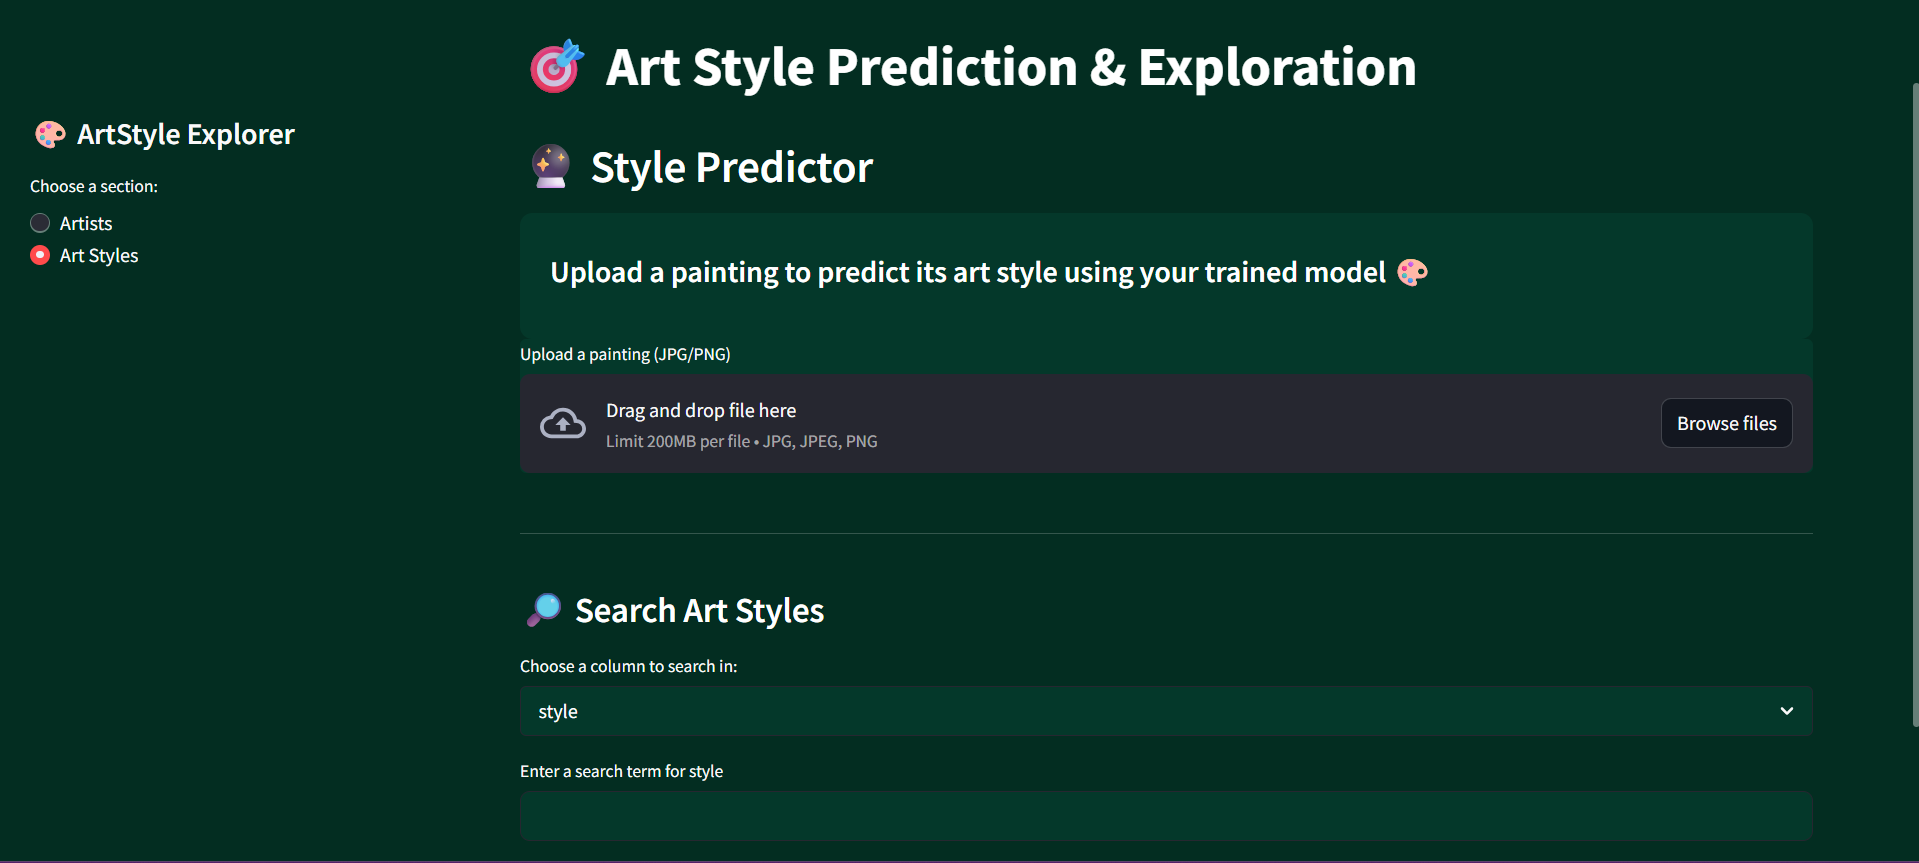 ArtStyle Explorer
Choose a section:
Artists
Art Styles
Art Style Prediction & Exploration
Style Predictor
Upload a painting to predict its art style using your trained model
Upload a painting (JPG/PNG)
Drag and drop file here
Limit 200MB per file • JPG, JPEG, PNG
Browse files
Search Art Styles
Choose a column to search in:
style
Enter a search term for style